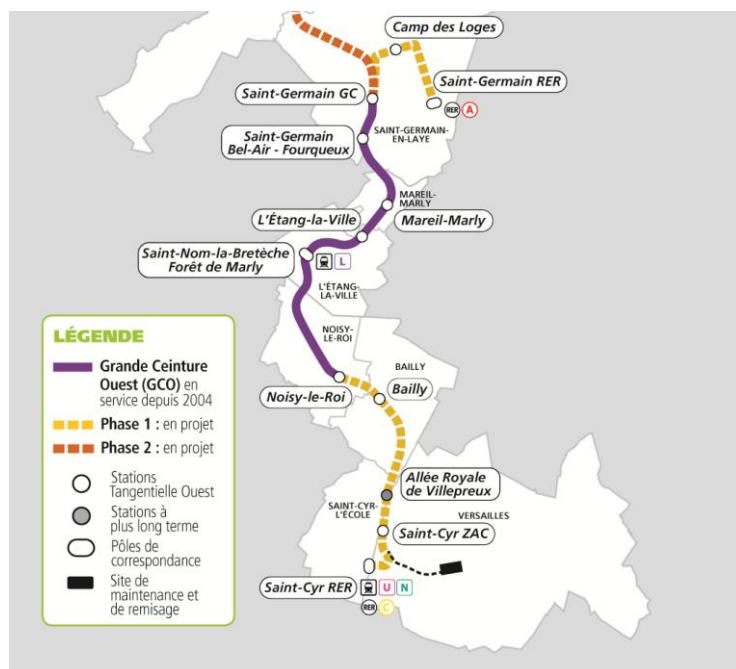 Camp des Loges
Saint-Germain RER
RER A
Saint-Germain GC
SAINT-GERMAIN-
EN-LAYE
Saint-Germain
Bel-Air - Fourqueux
MAREIL-
MARLY
Mareil-Marly
L'Étang-la-Ville
Saint-Nom-la-Bretèche
Forêt de Marly
L
L'ÉTANG-
LA-VILLE
NOISY-
LE-ROI
BAILLY
Noisy-le-Roi
Bailly
Allée Royale
de Villepreux
SAINT-CYR-
L'ÉCOLE
VERSAILLES
Saint-Cyr ZAC
Saint-Cyr RER
U N
RER C
LÉGENDE
Grande Ceinture
Ouest (GCO) en
service depuis 2004
Phase 1 : en projet
Phase 2 : en projet
Stations
Tangentielle Ouest
Stations à
plus long terme
Pôles de
correspondance
Site de
maintenance et
de remisage